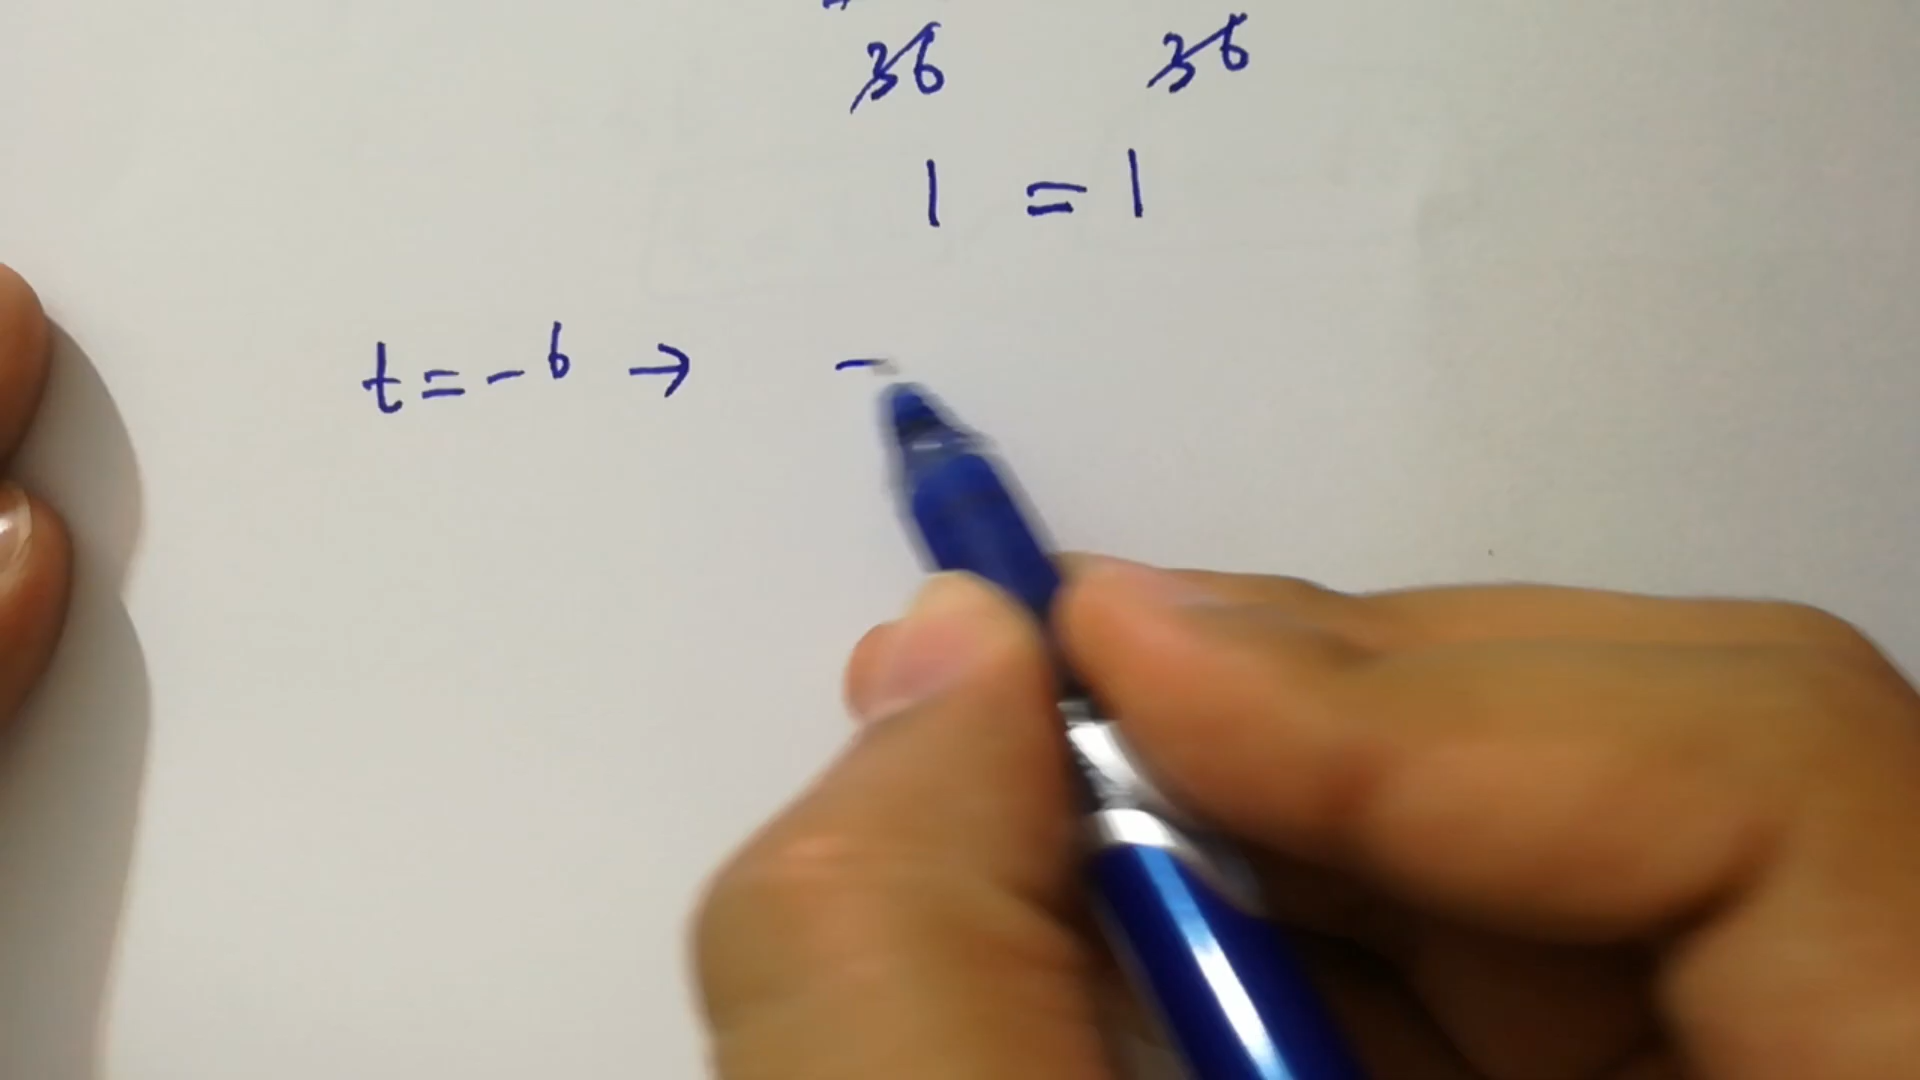 36 36
1 = 1
t = - 6 → -